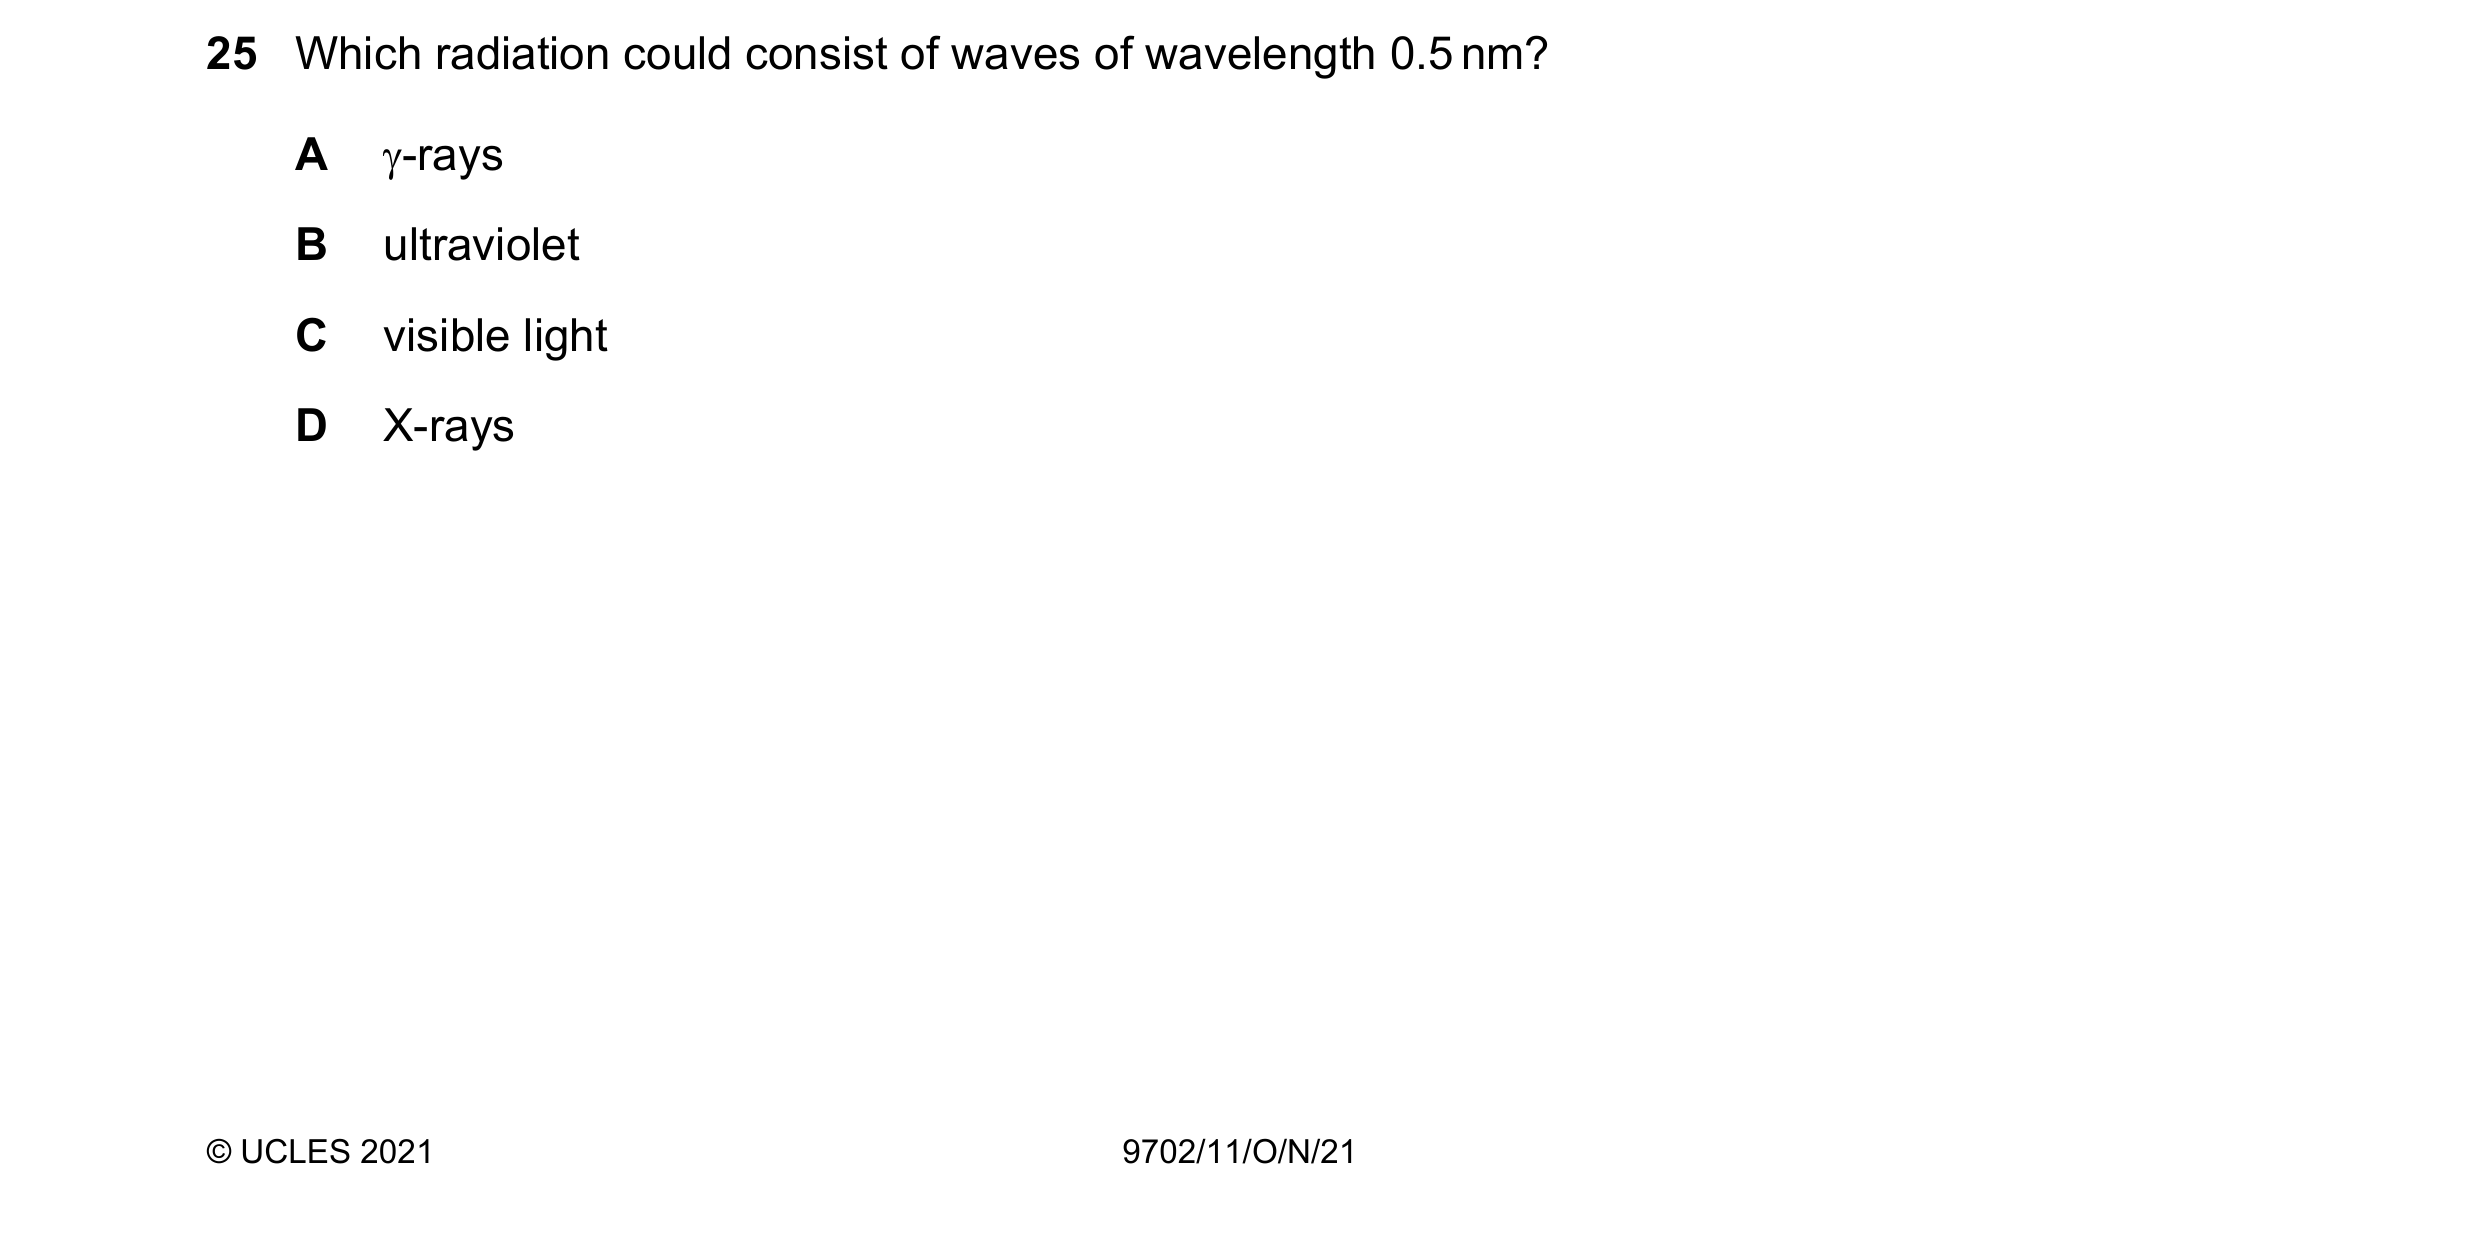 25 Which radiation could consist of waves of wavelength 0.5 nm?
A γ-rays
B ultraviolet
C visible light
D X-rays
© UCLES 2021 9702/11/O/N/21